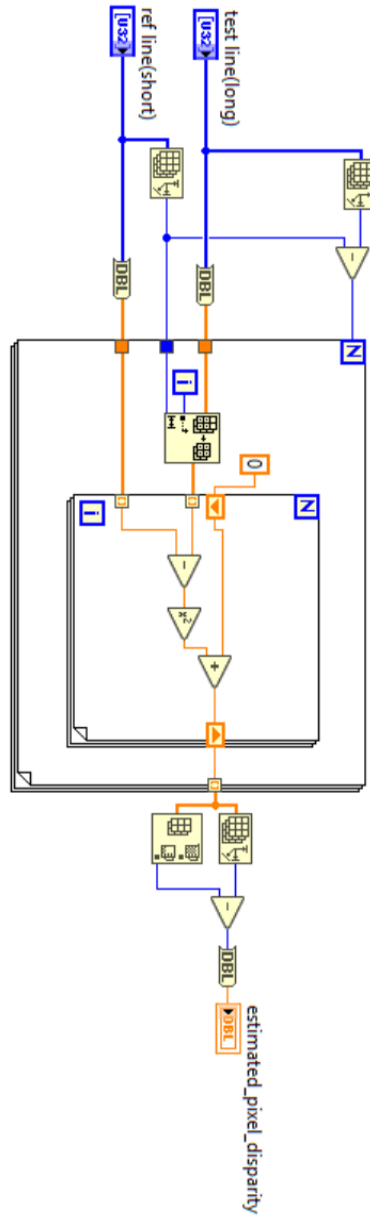 test line(long)
[U32]
ref line(short)
[U32]
DBL
DBL
N
i
0
N
i
-
-
x²
+
-
DBL
DBL
estimated_pixel_disparity